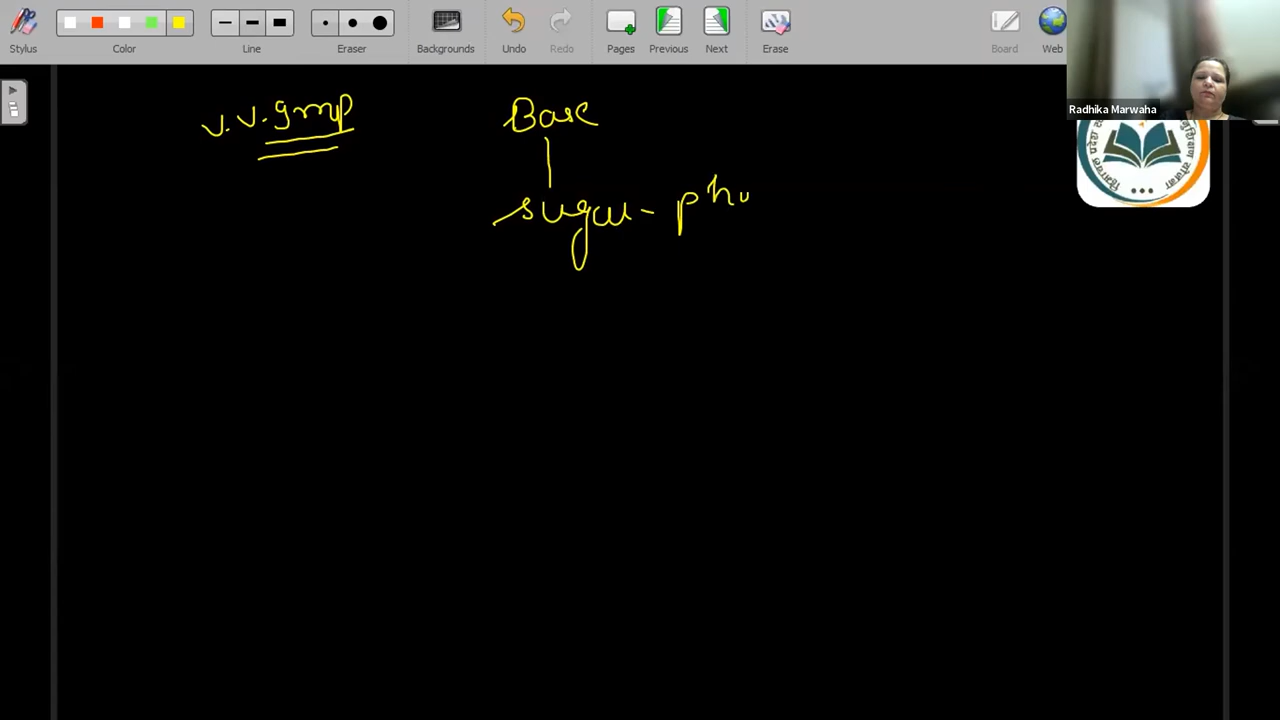 Stylus
Color
Line
Eraser
Backgrounds
Undo
Redo
Pages
Previous
Next
Erase
Board
Web
Radhika Marwaha
v.v.gmp
Base
sugar - pho